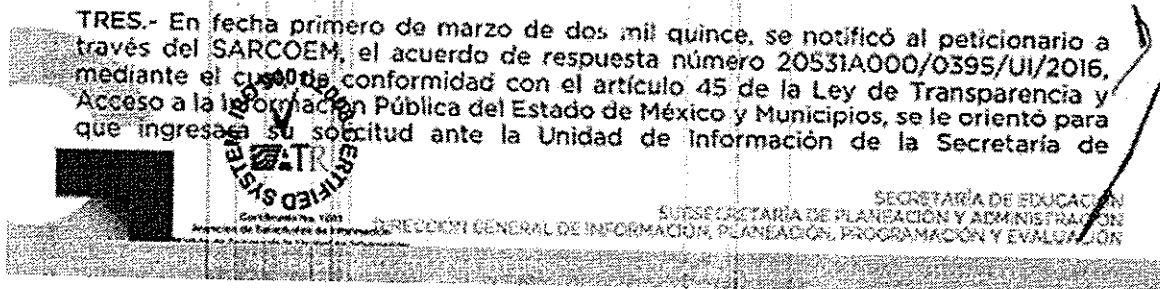 TRES.- En fecha primero de marzo de dos mil quince, se notificó al peticionario a
través del SARCOEM, el acuerdo de respuesta número 20531A000/0395/UI/2016,
mediante el cual de conformidad con el artículo 45 de la Ley de Transparencia y
Acceso a la Información Pública del Estado de México y Municipios, se le orientó para
que ingresara su solicitud ante la Unidad de Información de la Secretaría de
CERTIFIED SYSTEM
ATR
SECRETARÍA DE EDUCACIÓN
SUBSECRETARÍA DE PLANEACIÓN Y ADMINISTRACIÓN
DIRECCIÓN GENERAL DE INFORMACIÓN, PLANEACIÓN, PROGRAMACIÓN Y EVALUACIÓN